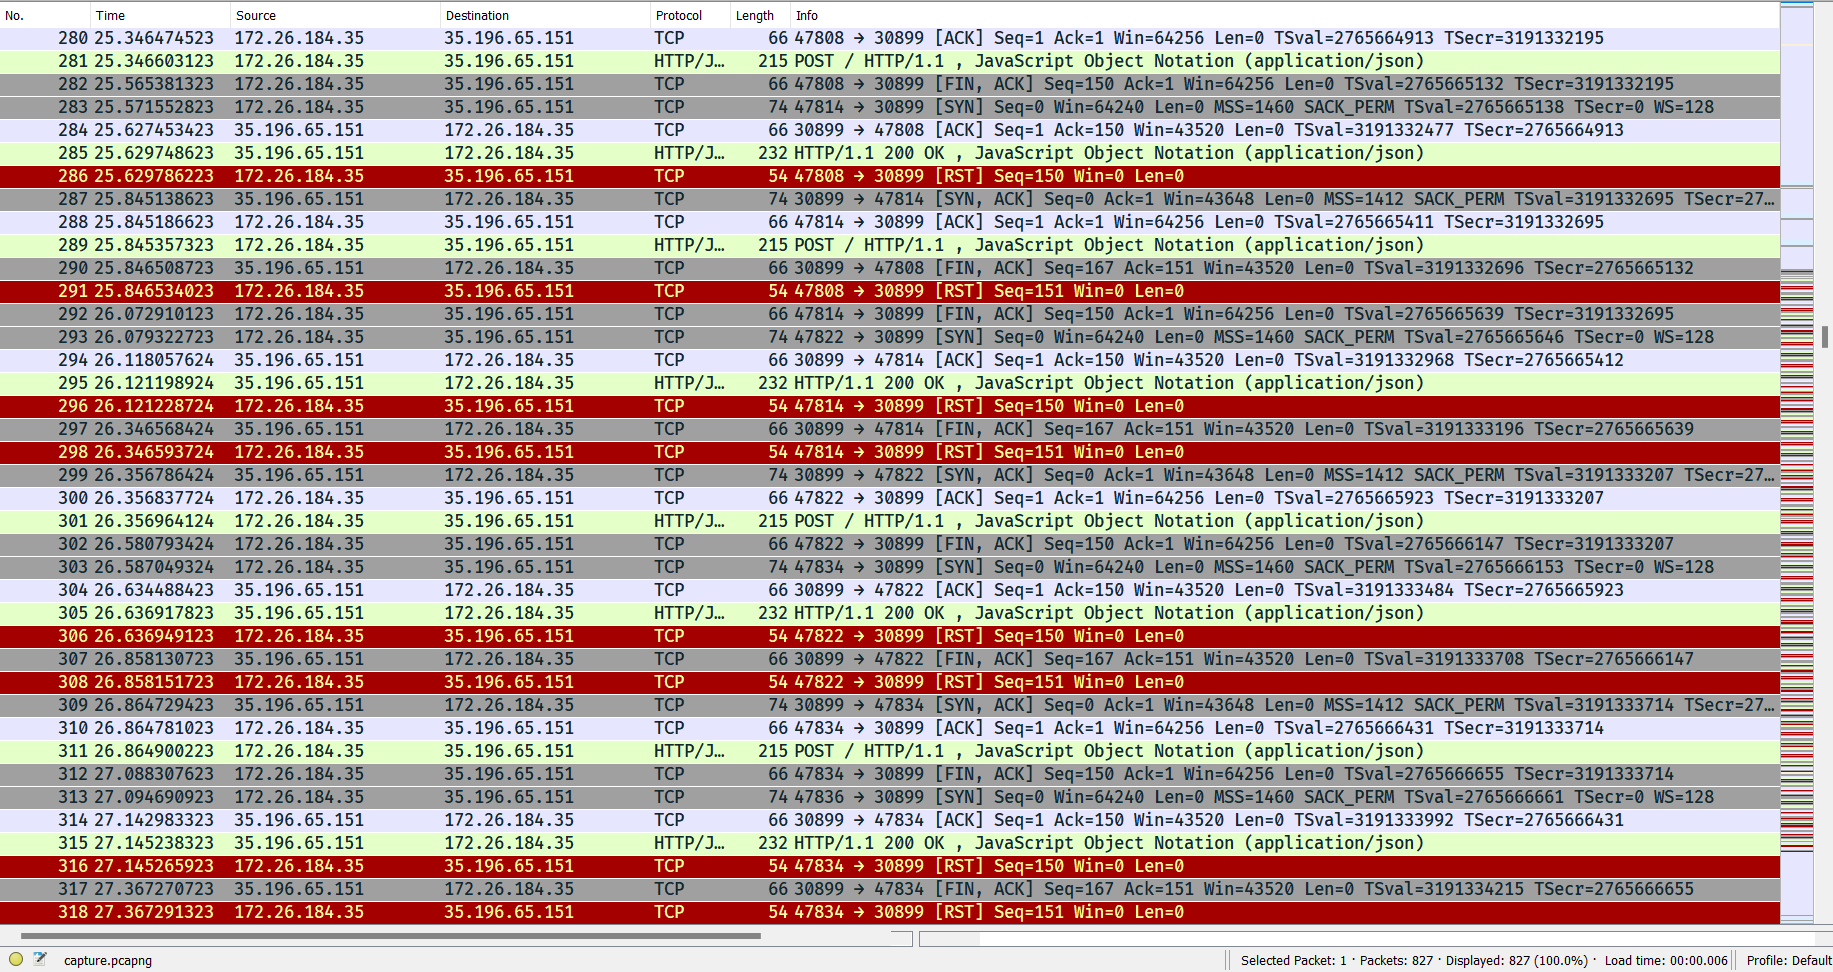 No. Time Source Destination Protocol Length Info
280 25.346474523 172.26.184.35 35.196.65.151 TCP 66 47808 → 30899 [ACK] Seq=1 Ack=1 Win=64256 Len=0 TSval=2765664913 TSecr=3191332195
281 25.346603123 172.26.184.35 35.196.65.151 HTTP/J… 215 POST / HTTP/1.1 , JavaScript Object Notation (application/json)
282 25.565381323 172.26.184.35 35.196.65.151 TCP 66 47808 → 30899 [FIN, ACK] Seq=150 Ack=1 Win=64256 Len=0 TSval=2765665132 TSecr=3191332195
283 25.571552823 172.26.184.35 35.196.65.151 TCP 74 47814 → 30899 [SYN] Seq=0 Win=64240 Len=0 MSS=1460 SACK_PERM TSval=2765665138 TSecr=0 WS=128
284 25.627453423 35.196.65.151 172.26.184.35 TCP 66 30899 → 47808 [ACK] Seq=1 Ack=150 Win=43520 Len=0 TSval=3191332477 TSecr=2765664913
285 25.629748623 35.196.65.151 172.26.184.35 HTTP/J… 232 HTTP/1.1 200 OK , JavaScript Object Notation (application/json)
286 25.629786223 172.26.184.35 35.196.65.151 TCP 54 47808 → 30899 [RST] Seq=150 Win=0 Len=0
287 25.845138623 35.196.65.151 172.26.184.35 TCP 74 30899 → 47814 [SYN, ACK] Seq=0 Ack=1 Win=43648 Len=0 MSS=1412 SACK_PERM TSval=3191332695 TSecr=27…
288 25.845186623 172.26.184.35 35.196.65.151 TCP 66 47814 → 30899 [ACK] Seq=1 Ack=1 Win=64256 Len=0 TSval=2765665411 TSecr=3191332695
289 25.845357323 172.26.184.35 35.196.65.151 HTTP/J… 215 POST / HTTP/1.1 , JavaScript Object Notation (application/json)
290 25.846508723 35.196.65.151 172.26.184.35 TCP 66 30899 → 47808 [FIN, ACK] Seq=167 Ack=151 Win=43520 Len=0 TSval=3191332696 TSecr=2765665132
291 25.846534023 172.26.184.35 35.196.65.151 TCP 54 47808 → 30899 [RST] Seq=151 Win=0 Len=0
292 26.072910123 172.26.184.35 35.196.65.151 TCP 66 47814 → 30899 [FIN, ACK] Seq=150 Ack=1 Win=64256 Len=0 TSval=2765665639 TSecr=3191332695
293 26.079322723 172.26.184.35 35.196.65.151 TCP 74 47822 → 30899 [SYN] Seq=0 Win=64240 Len=0 MSS=1460 SACK_PERM TSval=2765665646 TSecr=0 WS=128
294 26.118057624 35.196.65.151 172.26.184.35 TCP 66 30899 → 47814 [ACK] Seq=1 Ack=150 Win=43520 Len=0 TSval=3191332968 TSecr=2765665412
295 26.121198924 35.196.65.151 172.26.184.35 HTTP/J… 232 HTTP/1.1 200 OK , JavaScript Object Notation (application/json)
296 26.121228724 172.26.184.35 35.196.65.151 TCP 54 47814 → 30899 [RST] Seq=150 Win=0 Len=0
297 26.346568424 35.196.65.151 172.26.184.35 TCP 66 30899 → 47814 [FIN, ACK] Seq=167 Ack=151 Win=43520 Len=0 TSval=3191333196 TSecr=2765665639
298 26.346593724 172.26.184.35 35.196.65.151 TCP 54 47814 → 30899 [RST] Seq=151 Win=0 Len=0
299 26.356786424 35.196.65.151 172.26.184.35 TCP 74 30899 → 47822 [SYN, ACK] Seq=0 Ack=1 Win=43648 Len=0 MSS=1412 SACK_PERM TSval=3191333207 TSecr=27…
300 26.356837724 172.26.184.35 35.196.65.151 TCP 66 47822 → 30899 [ACK] Seq=1 Ack=1 Win=64256 Len=0 TSval=2765665923 TSecr=3191333207
301 26.356964124 172.26.184.35 35.196.65.151 HTTP/J… 215 POST / HTTP/1.1 , JavaScript Object Notation (application/json)
302 26.580793424 172.26.184.35 35.196.65.151 TCP 66 47822 → 30899 [FIN, ACK] Seq=150 Ack=1 Win=64256 Len=0 TSval=2765666147 TSecr=3191333207
303 26.587049324 172.26.184.35 35.196.65.151 TCP 74 47834 → 30899 [SYN] Seq=0 Win=64240 Len=0 MSS=1460 SACK_PERM TSval=2765666153 TSecr=0 WS=128
304 26.634488423 35.196.65.151 172.26.184.35 TCP 66 30899 → 47822 [ACK] Seq=1 Ack=150 Win=43520 Len=0 TSval=3191333484 TSecr=2765665923
305 26.636917823 35.196.65.151 172.26.184.35 HTTP/J… 232 HTTP/1.1 200 OK , JavaScript Object Notation (application/json)
306 26.636949123 172.26.184.35 35.196.65.151 TCP 54 47822 → 30899 [RST] Seq=150 Win=0 Len=0
307 26.858130723 35.196.65.151 172.26.184.35 TCP 66 30899 → 47822 [FIN, ACK] Seq=167 Ack=151 Win=43520 Len=0 TSval=3191333708 TSecr=2765666147
308 26.858151723 172.26.184.35 35.196.65.151 TCP 54 47822 → 30899 [RST] Seq=151 Win=0 Len=0
309 26.864729423 35.196.65.151 172.26.184.35 TCP 74 30899 → 47834 [SYN, ACK] Seq=0 Ack=1 Win=43648 Len=0 MSS=1412 SACK_PERM TSval=3191333714 TSecr=27…
310 26.864781023 172.26.184.35 35.196.65.151 TCP 66 47834 → 30899 [ACK] Seq=1 Ack=1 Win=64256 Len=0 TSval=2765666431 TSecr=3191333714
311 26.864900223 172.26.184.35 35.196.65.151 HTTP/J… 215 POST / HTTP/1.1 , JavaScript Object Notation (application/json)
312 27.088307623 172.26.184.35 35.196.65.151 TCP 66 47834 → 30899 [FIN, ACK] Seq=150 Ack=1 Win=64256 Len=0 TSval=2765666655 TSecr=3191333714
313 27.094690923 172.26.184.35 35.196.65.151 TCP 74 47836 → 30899 [SYN] Seq=0 Win=64240 Len=0 MSS=1460 SACK_PERM TSval=2765666661 TSecr=0 WS=128
314 27.142983323 35.196.65.151 172.26.184.35 TCP 66 30899 → 47834 [ACK] Seq=1 Ack=150 Win=43520 Len=0 TSval=3191333992 TSecr=2765666431
315 27.145238323 35.196.65.151 172.26.184.35 HTTP/J… 232 HTTP/1.1 200 OK , JavaScript Object Notation (application/json)
316 27.145265923 172.26.184.35 35.196.65.151 TCP 54 47834 → 30899 [RST] Seq=150 Win=0 Len=0
317 27.367270723 35.196.65.151 172.26.184.35 TCP 66 30899 → 47834 [FIN, ACK] Seq=167 Ack=151 Win=43520 Len=0 TSval=3191334215 TSecr=2765666655
318 27.367291323 172.26.184.35 35.196.65.151 TCP 54 47834 → 30899 [RST] Seq=151 Win=0 Len=0
capture.pcapng Selected Packet: 1 · Packets: 827 · Displayed: 827 (100.0%) · Load time: 00:00.006 Profile: Default